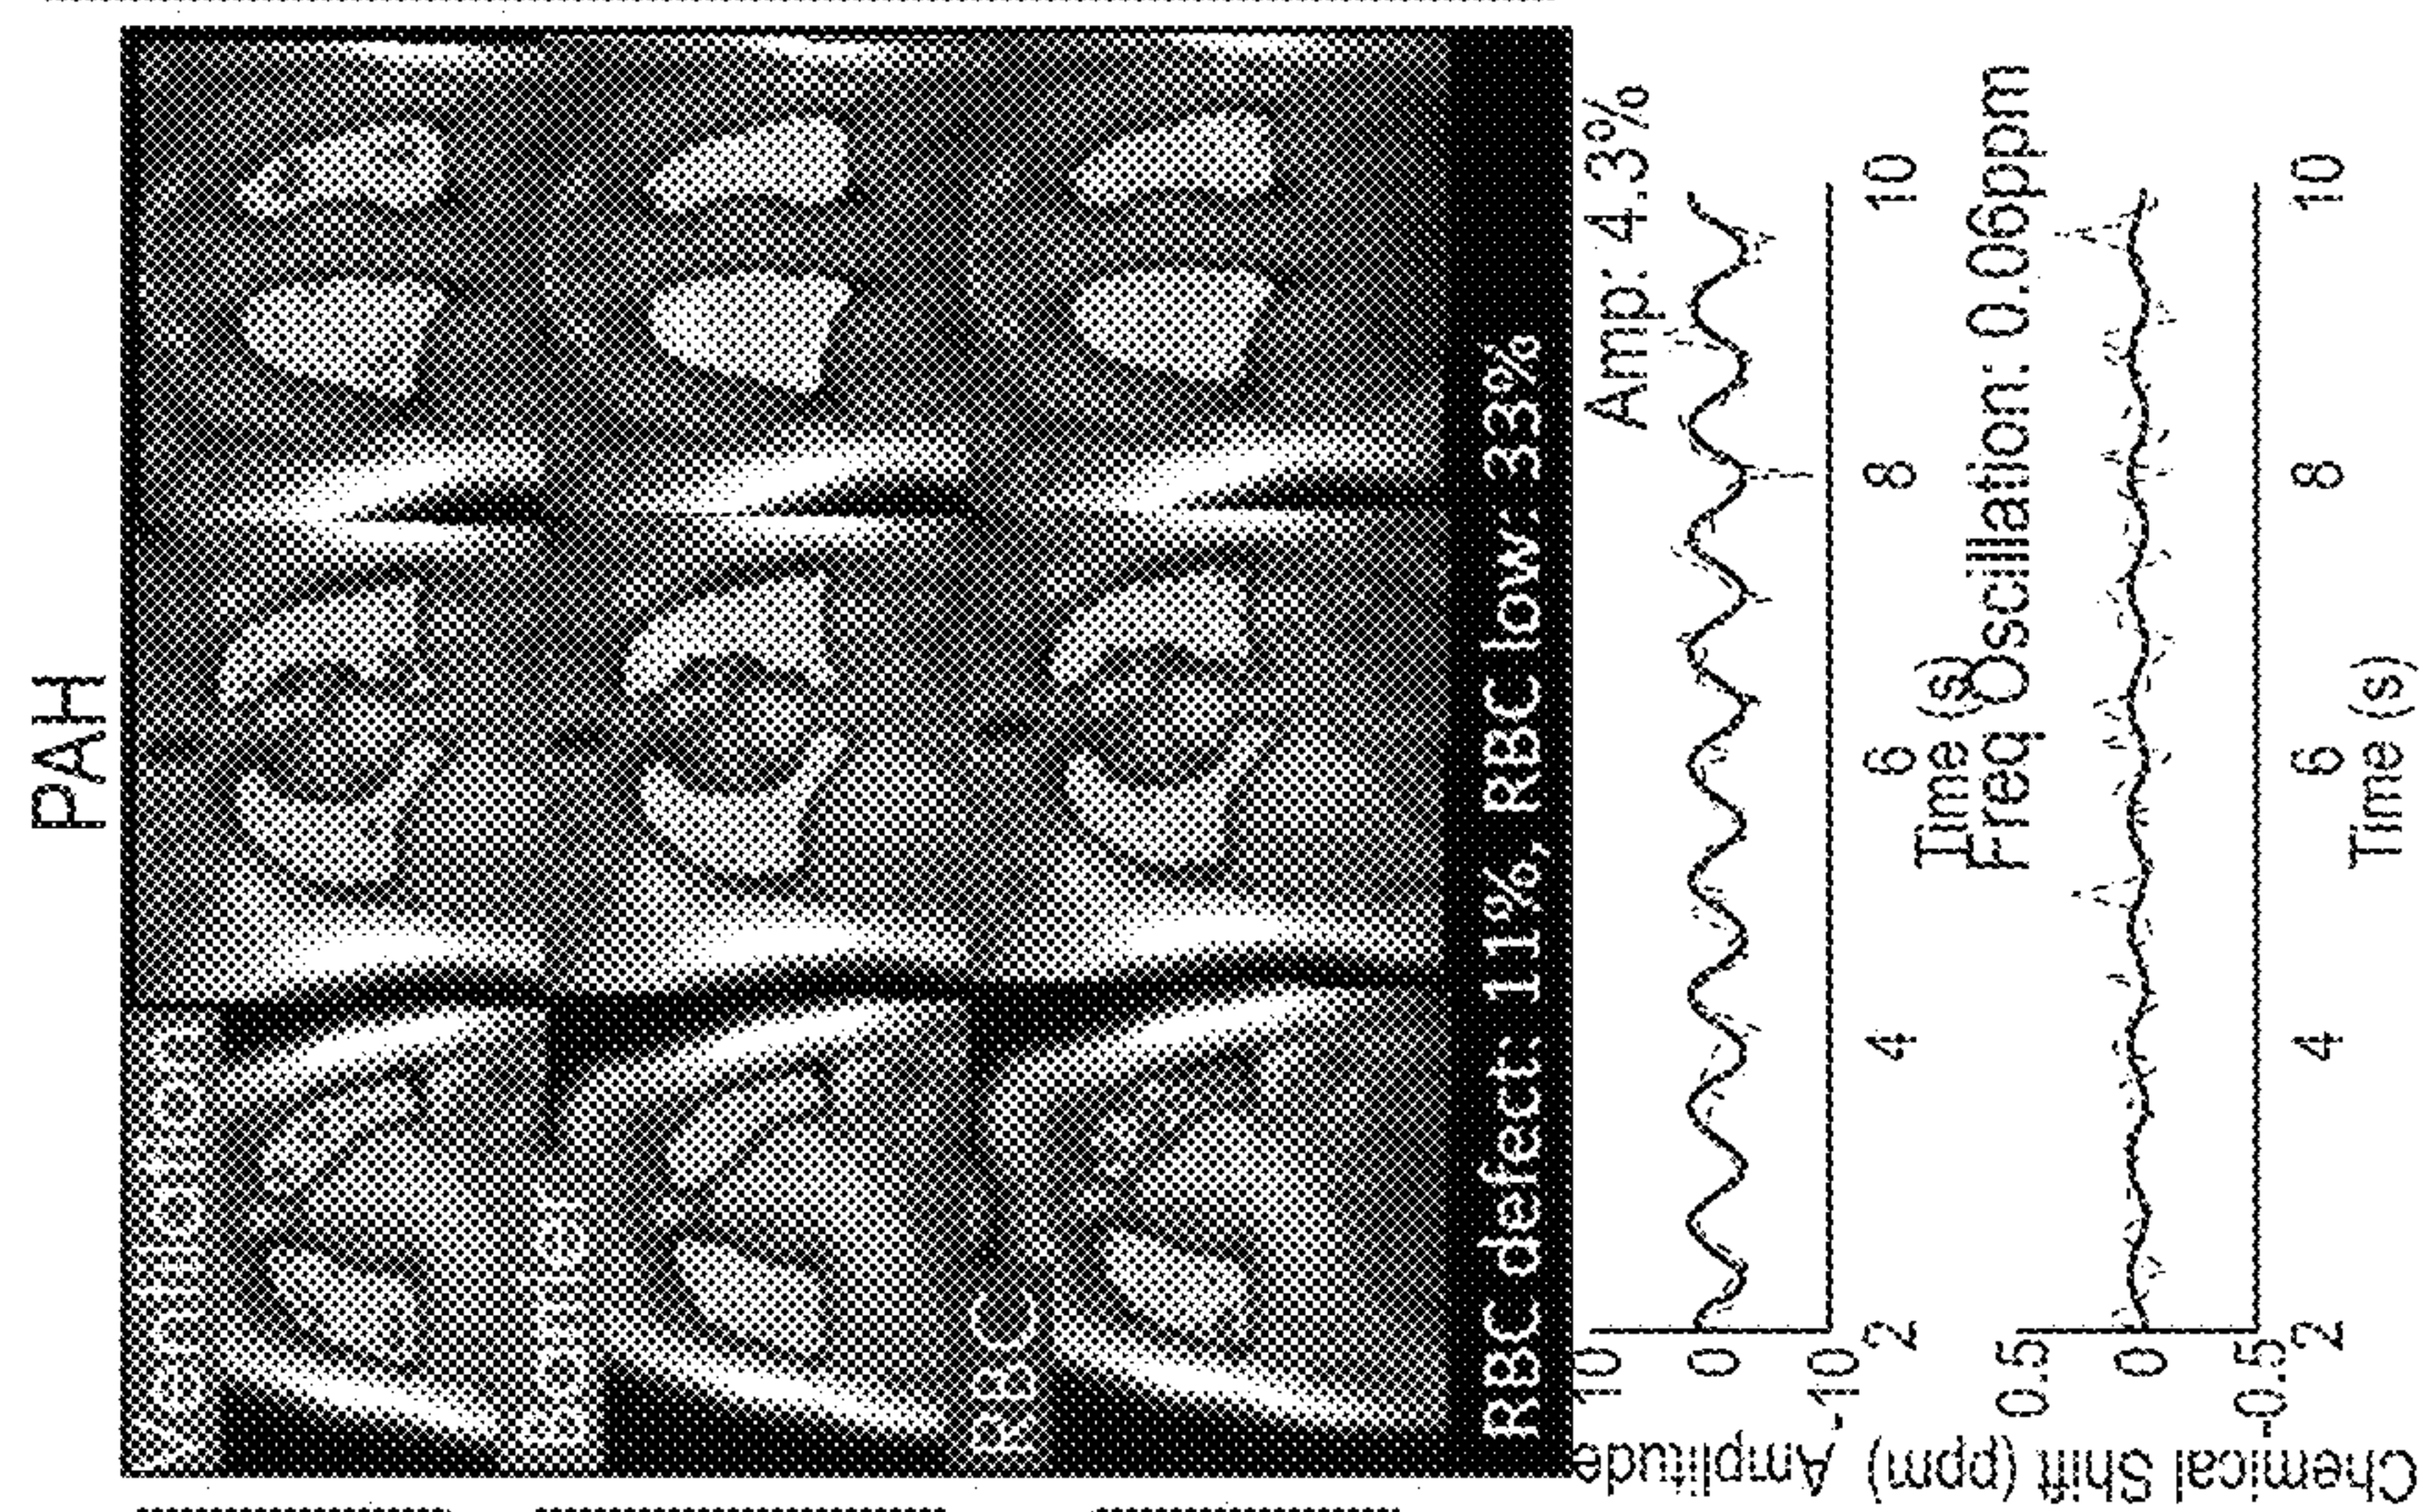 PAH
Ventilation
Barrier
RBC
RBC defect: 11%, RBC low: 33%
Amp: 4.3%
Amplitude
10
0
-10
2
4
6
8
10
Time (s)
Freq Oscillation: 0.06ppm
Chemical Shift (ppm)
0.5
0
-0.5
2
4
6
8
10
Time (s)